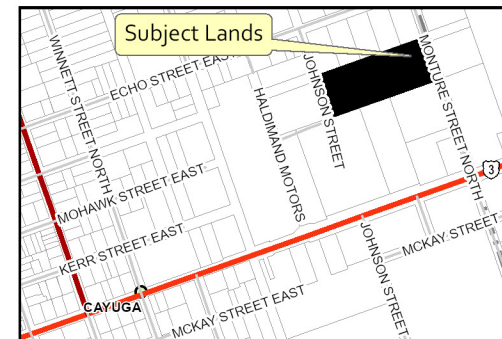 Subject Lands
WINNETT STREET NORTH
ECHO STREET EAST
JOHNSON STREET
MONTURE STREET NORTH
HALDIMAND MOTORS
3
MOHAWK STREET EAST
KERR STREET EAST
JOHNSON STREET
MCKAY STREET
CAYUGA
MCKAY STREET EAST